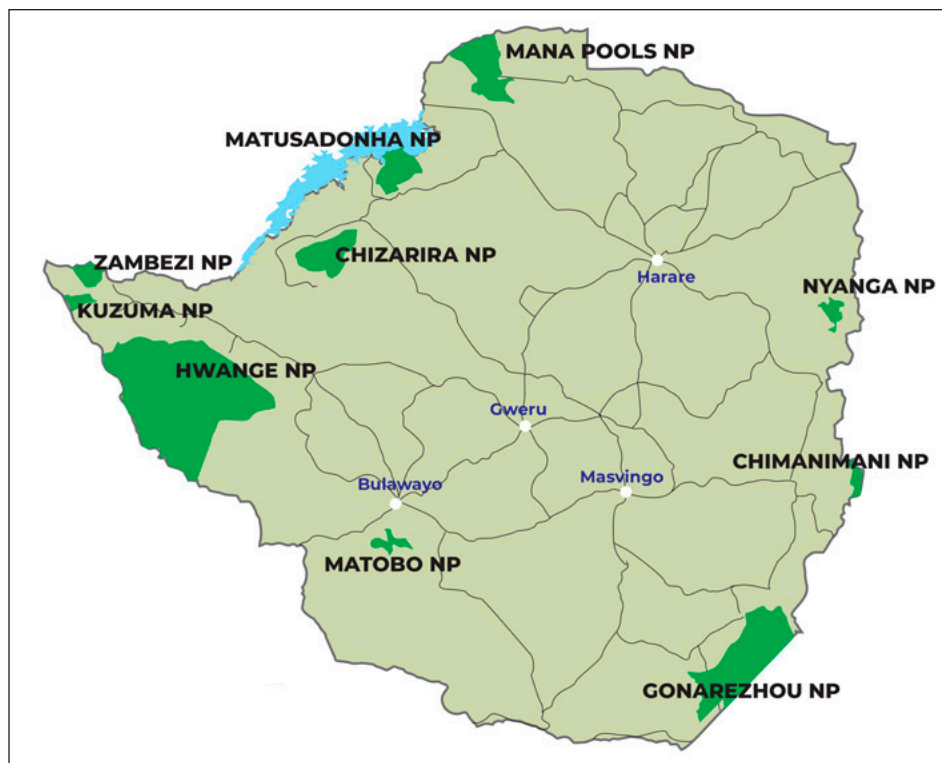 MANA POOLS NP
MATUSADONHA NP
CHIZARIRA NP
ZAMBEZI NP
Harare
NYANGA NP
KUZUMA NP
HWANGE NP
Gweru
CHIMANIMANI NP
Masvingo
Bulawayo
MATOBO NP
GONAREZHOU NP